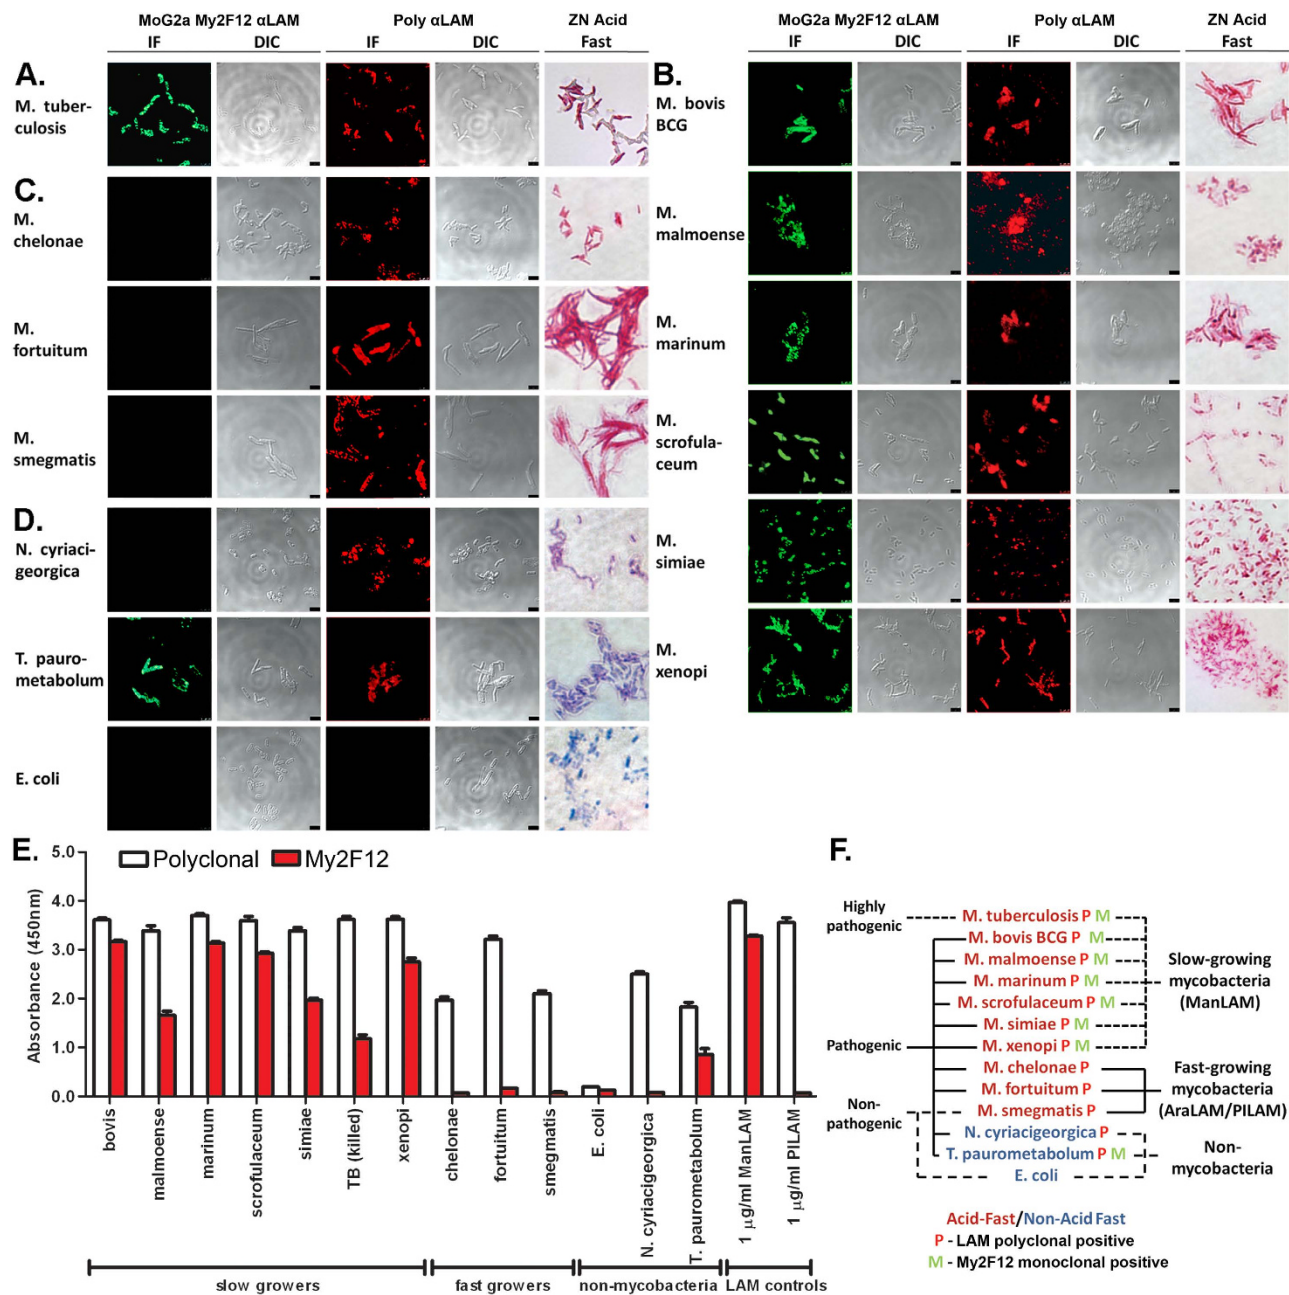 MoG2a My2F12 αLAM Poly αLAM ZN Acid
IF DIC IF DIC Fast
MoG2a My2F12 αLAM Poly αLAM ZN Acid
IF DIC IF DIC Fast
A.
M. tuber-
culosis
B.
M. bovis
BCG
C.
M.
chelonae
M.
malmoense
M.
fortuitum
M.
marinum
M.
smegmatis
M.
scrofula-
ceum
D.
N. cyriaci-
georgica
M.
simiae
T. pauro-
metabolum
M.
xenopi
E. coli
E.
Polyclonal My2F12
Absorbance (450nm)
5.0
4.0
3.0
2.0
1.0
0.0
bovis
malmoense
marinum
scrofulaceum
simiae
TB (killed)
xenopi
chelonae
fortuitum
smegmatis
E. coli
N. cyriacigeorgica
T. paurometabolum
1 µg/ml ManLAM
1 µg/ml PILAM
slow growers fast growers non-mycobacteria LAM controls
F.
Highly
pathogenic
Pathogenic
Non-
pathogenic
M. tuberculosis P M
M. bovis BCG P M
M. malmoense P M
M. marinum P M
M. scrofulaceum P M
M. simiae P M
M. xenopi P M
M. chelonae P
M. fortuitum P
M. smegmatis P
N. cyriacigeorgica P
T. paurometabolum P M
E. coli
Slow-growing
mycobacteria
(ManLAM)
Fast-growing
mycobacteria
(AraLAM/PILAM)
Non-
mycobacteria
Acid-Fast/Non-Acid Fast
P - LAM polyclonal positive
M - My2F12 monoclonal positive